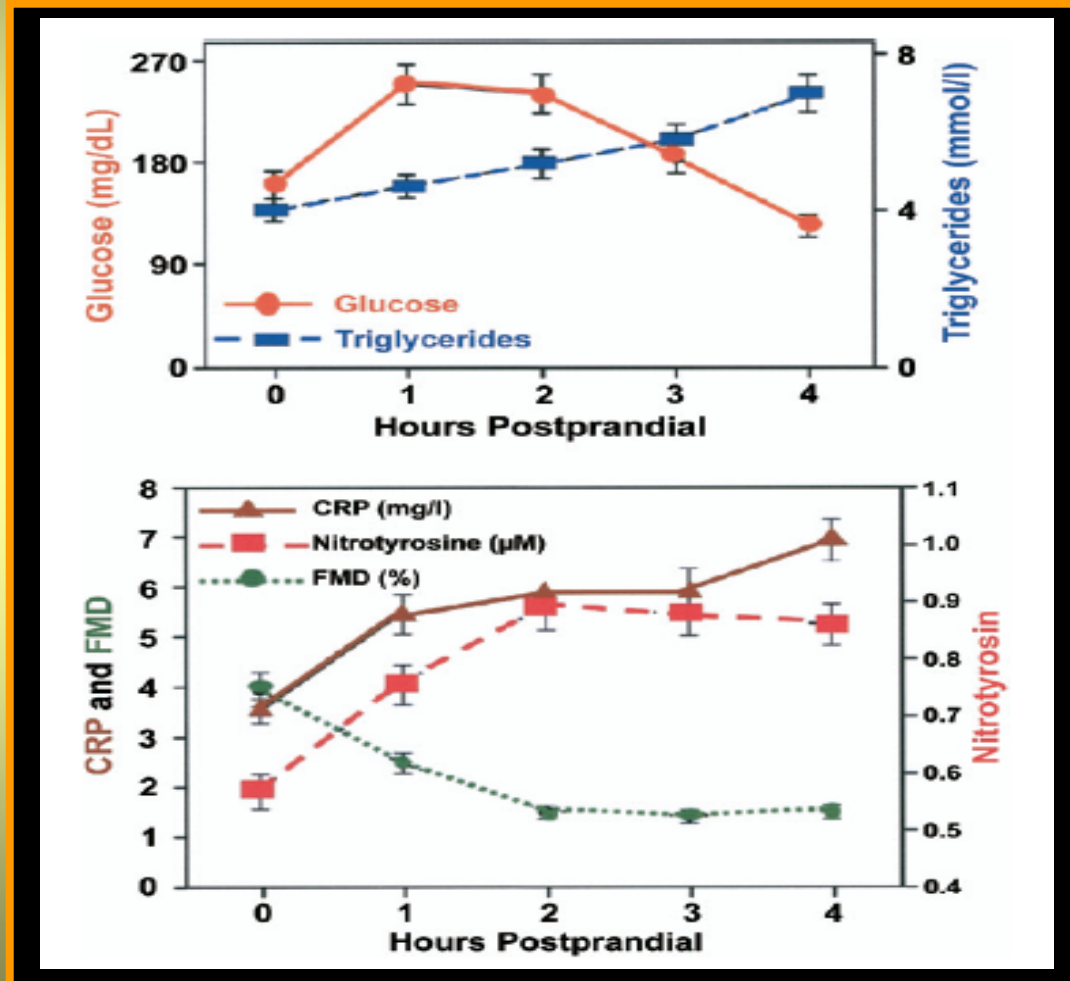 270
180
90
0
Glucose (mg/dL)
8
4
0
Triglycerides (mmol/l)
Glucose
Triglycerides
0 1 2 3 4
Hours Postprandial
8
7
6
5
4
3
2
1
0
CRP and FMD
CRP (mg/l)
Nitrotyrosine (µM)
FMD (%)
1.1
1.0
0.9
0.8
0.7
0.6
0.5
0.4
Nitrotyrosin
0 1 2 3 4
Hours Postprandial